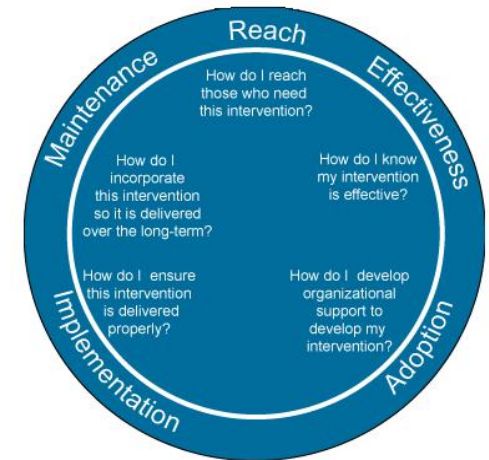 Reach
How do I reach
those who need
this intervention?
Effectiveness
How do I know
my intervention
is effective?
Adoption
How do I develop
organizational
support to
develop my
intervention?
Implementation
How do I ensure
this intervention
is delivered
properly?
Maintenance
How do I
incorporate
this intervention
so it is delivered
over the long-term?